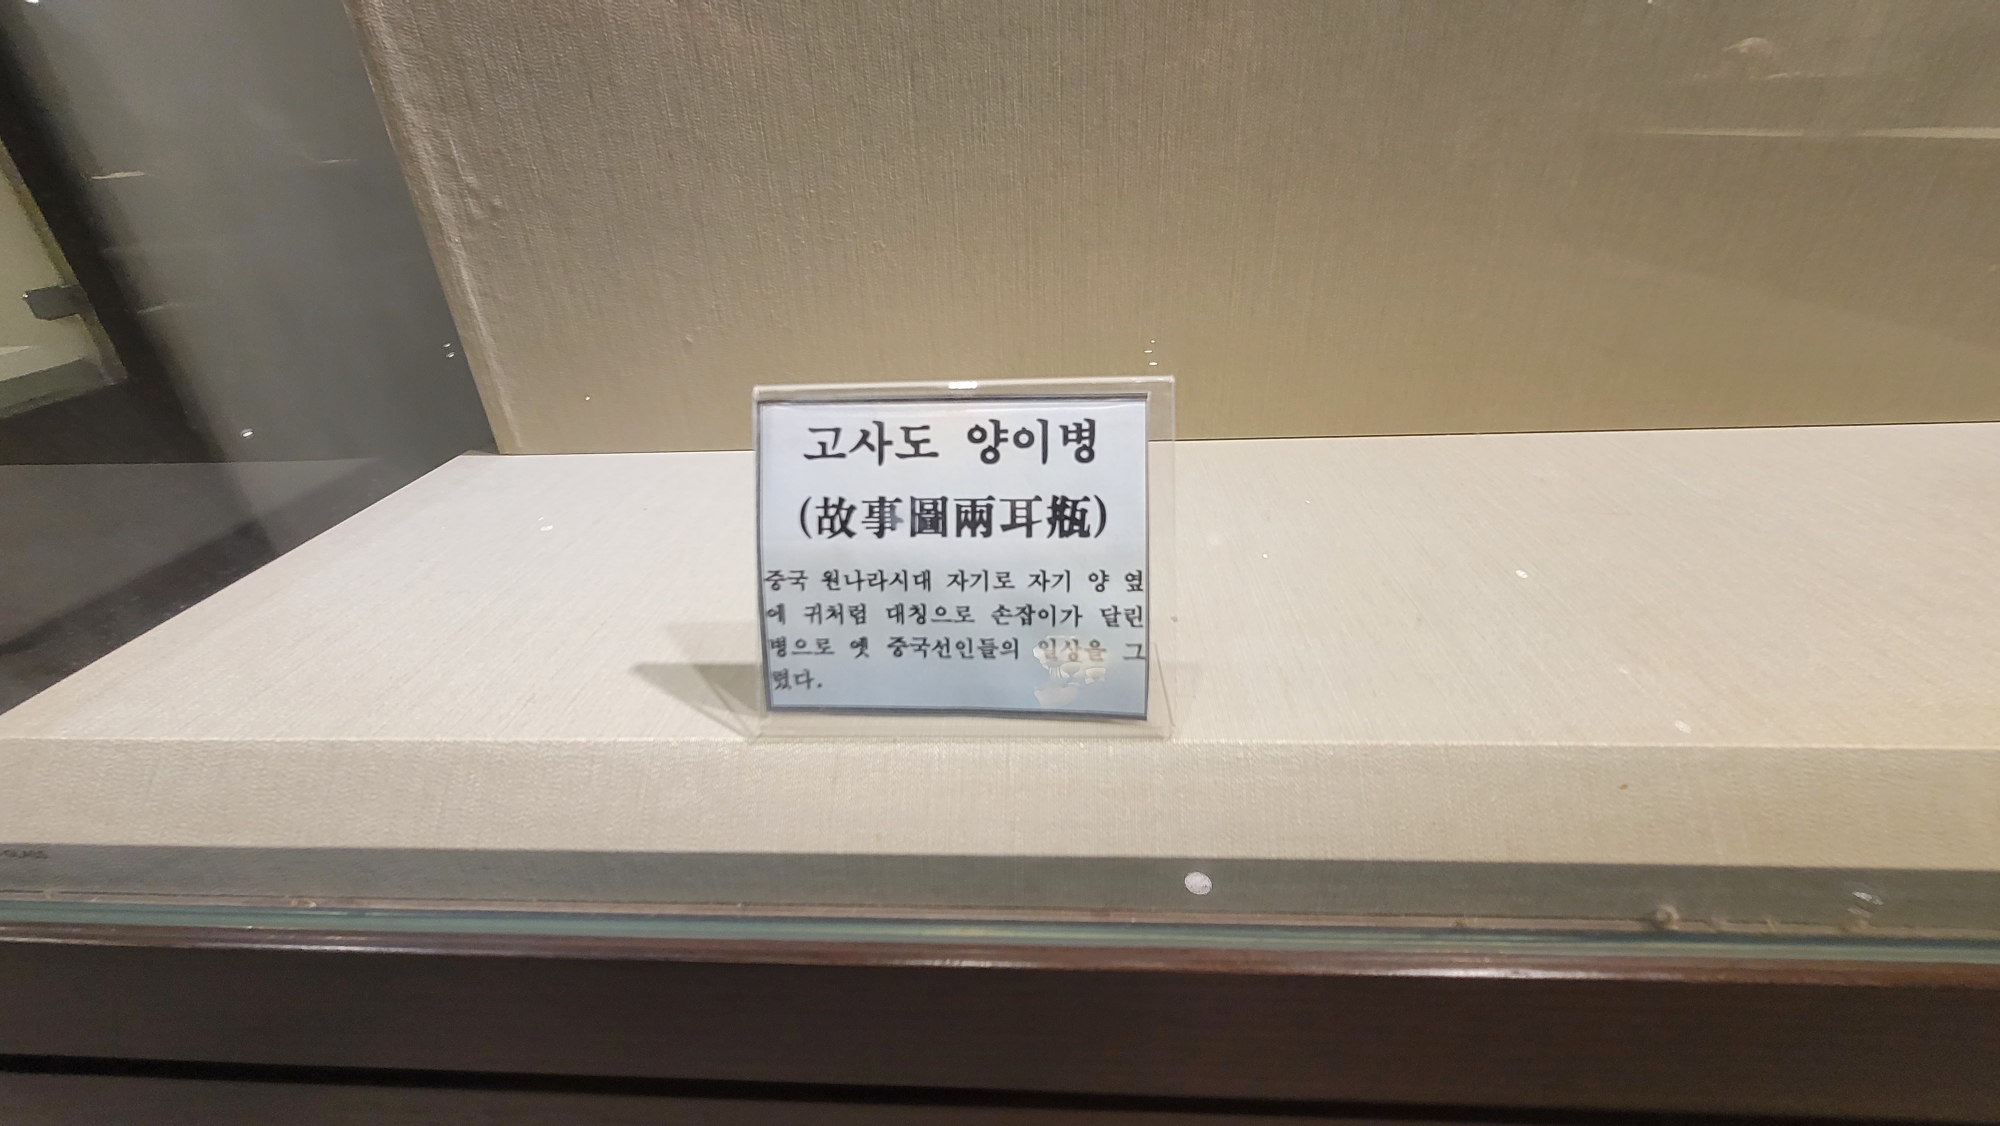 고사도 양이병
(故事圖兩耳瓶)
중국 원나라시대 자기로 자기 양 옆
에 귀처럼 대칭으로 손잡이가 달린
병으로 옛 중국선인들의 일상을 그
렸다.